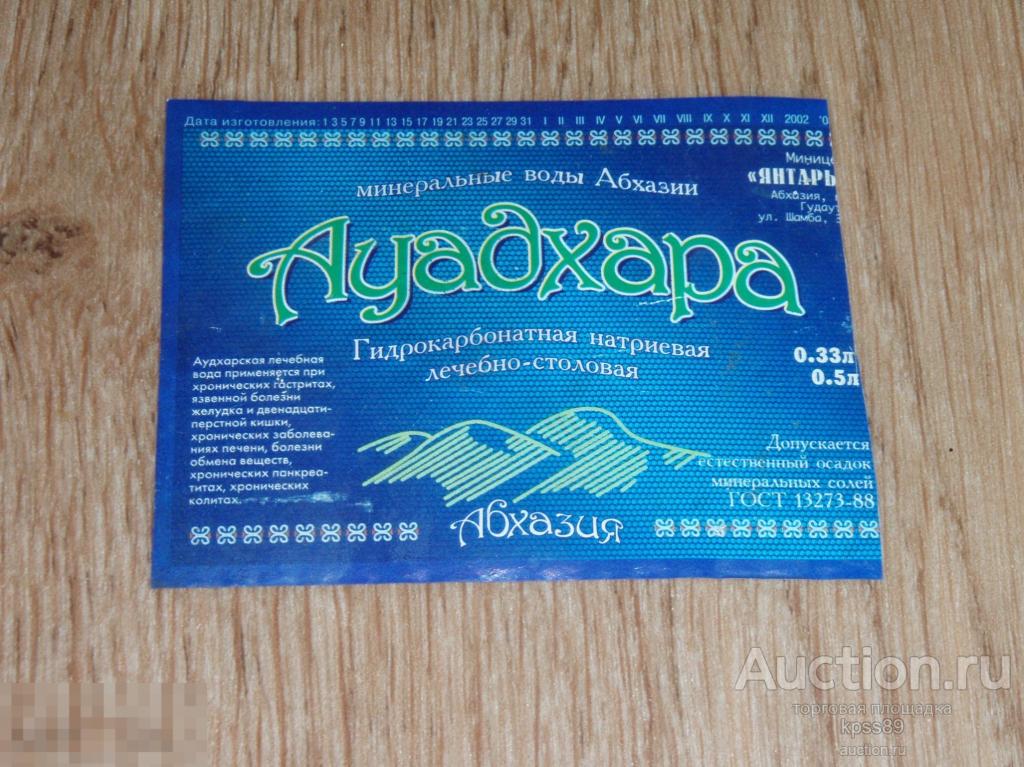 Дата изготовления: 1 3 5 7 9 11 13 15 17 19 21 23 25 27 29 31 I II III IV V VI VII VIII IX X XI XII 2002 '0
Минице
«ЯНТАРЬ
Абхазия,
Гудау
ул. Шамба,
минеральные воды Абхазии
Ауадхара
Гидрокарбонатная натриевая
лечебно-столовая
0.33л
0.5л
Аудхарская лечебная
вода применяется при
хронических гастритах,
язвенной болезни
желудка и двенадцати-
перстной кишки,
хронических заболева-
ниях печени, болезни
обмена веществ,
хронических панкреа-
титах, хронических
колитах.
Допускается
естественный осадок
минеральных солей
ГОСТ 13273-88
Абхазия
Auction.ru
торговая площадка
kpss89
auction.ru